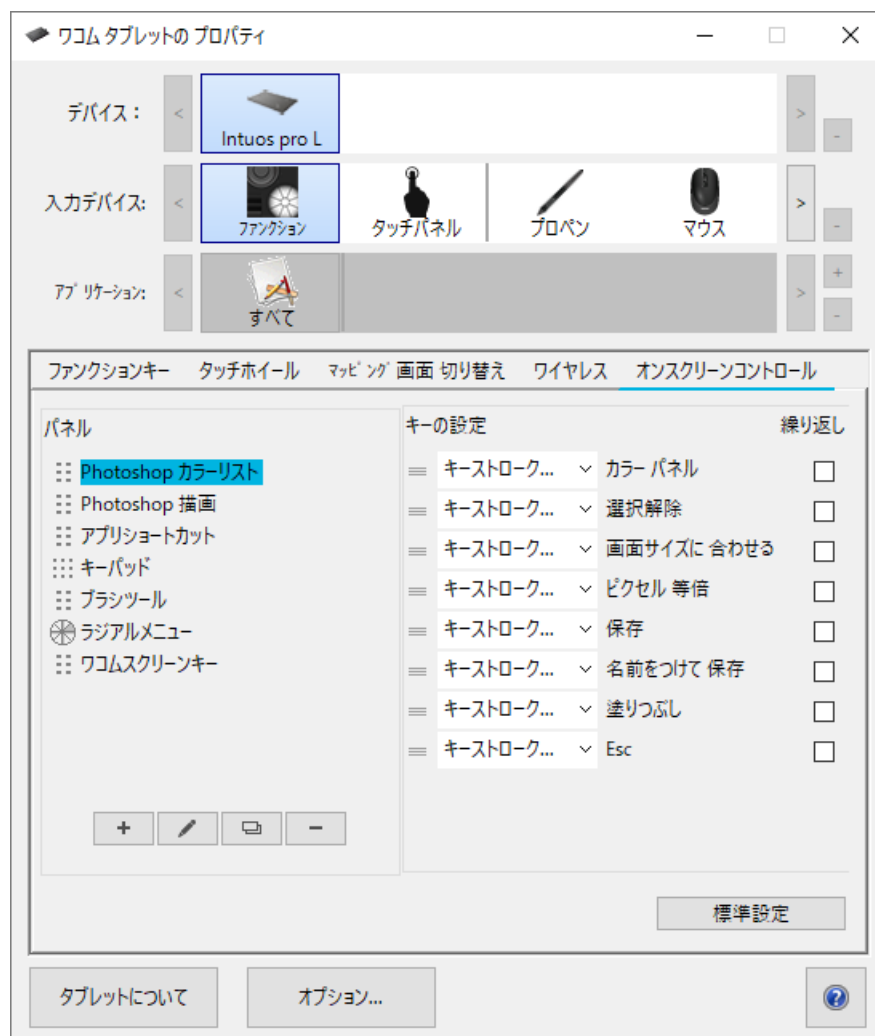 ワコム タブレットの プロパティ
デバイス：
<
Intuos pro L
>
-
入力デバイス:
<
ファンクション
タッチパネル
プロペン
マウス
>
-
アプリケーション:
<
すべて
>
+
-
ファンクションキー タッチホイール マッピング 画面 切り替え ワイヤレス オンスクリーンコントロール
パネル
Photoshop カラーリスト
Photoshop 描画
アプリショートカット
キーパッド
ブラシツール
ラジアルメニュー
ワコムスクリーンキー
+ −
キーの設定 繰り返し
キーストローク... カラー パネル
キーストローク... 選択解除
キーストローク... 画面サイズに 合わせる
キーストローク... ピクセル 等倍
キーストローク... 保存
キーストローク... 名前をつけて 保存
キーストローク... 塗りつぶし
キーストローク... Esc
標準設定
タブレットについて
オプション...
?